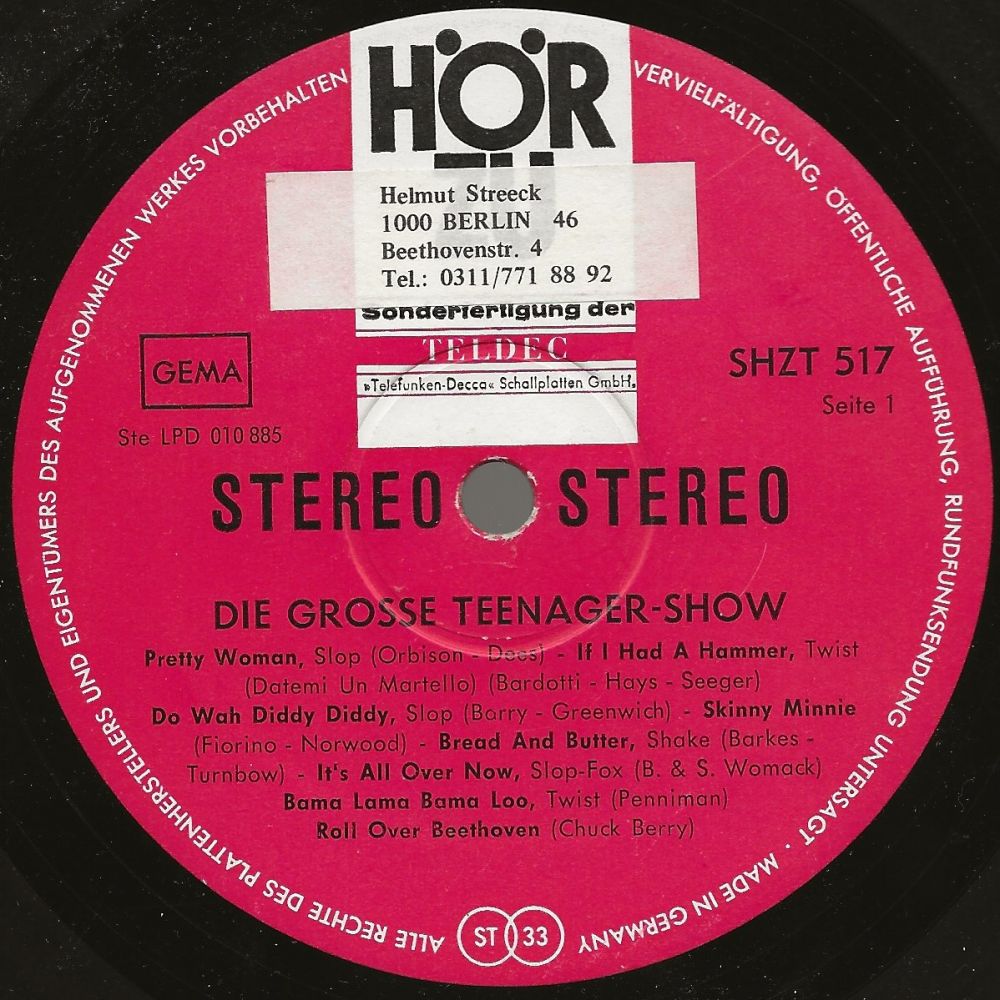 HÖR
Helmut Streeck
1000 BERLIN 46
Beethovenstr. 4
Tel.: 0311/771 88 92
Sonderfertigung der
TELDEC
»Telefunken-Decca« Schallplatten GmbH.
GEMA
Ste LPD 010 885
SHZT 517
Seite 1
STEREO STEREO
DIE GROSSE TEENAGER-SHOW
Pretty Woman, Slop (Orbison - Dees) - If I Had A Hammer, Twist
(Datemi Un Martello) (Bardotti - Hays - Seeger)
Do Wah Diddy Diddy, Slop (Barry - Greenwich) - Skinny Minnie
(Fiorino - Norwood) - Bread And Butter, Shake (Barkes -
Turnbow) - It's All Over Now, Slop-Fox (B. & S. Womack)
Bama Lama Bama Loo, Twist (Penniman)
Roll Over Beethoven (Chuck Berry)
ALLE RECHTE DES PLATTENHERSTELLERS UND EIGENTÜMERS DES AUFGENOMMENEN WERKES VORBEHALTEN
VERVIELFÄLTIGUNG, ÖFFENTLICHE AUFFÜHRUNG, RUNDFUNKSENDUNG UNTERSAGT · MADE IN GERMANY
ST 33